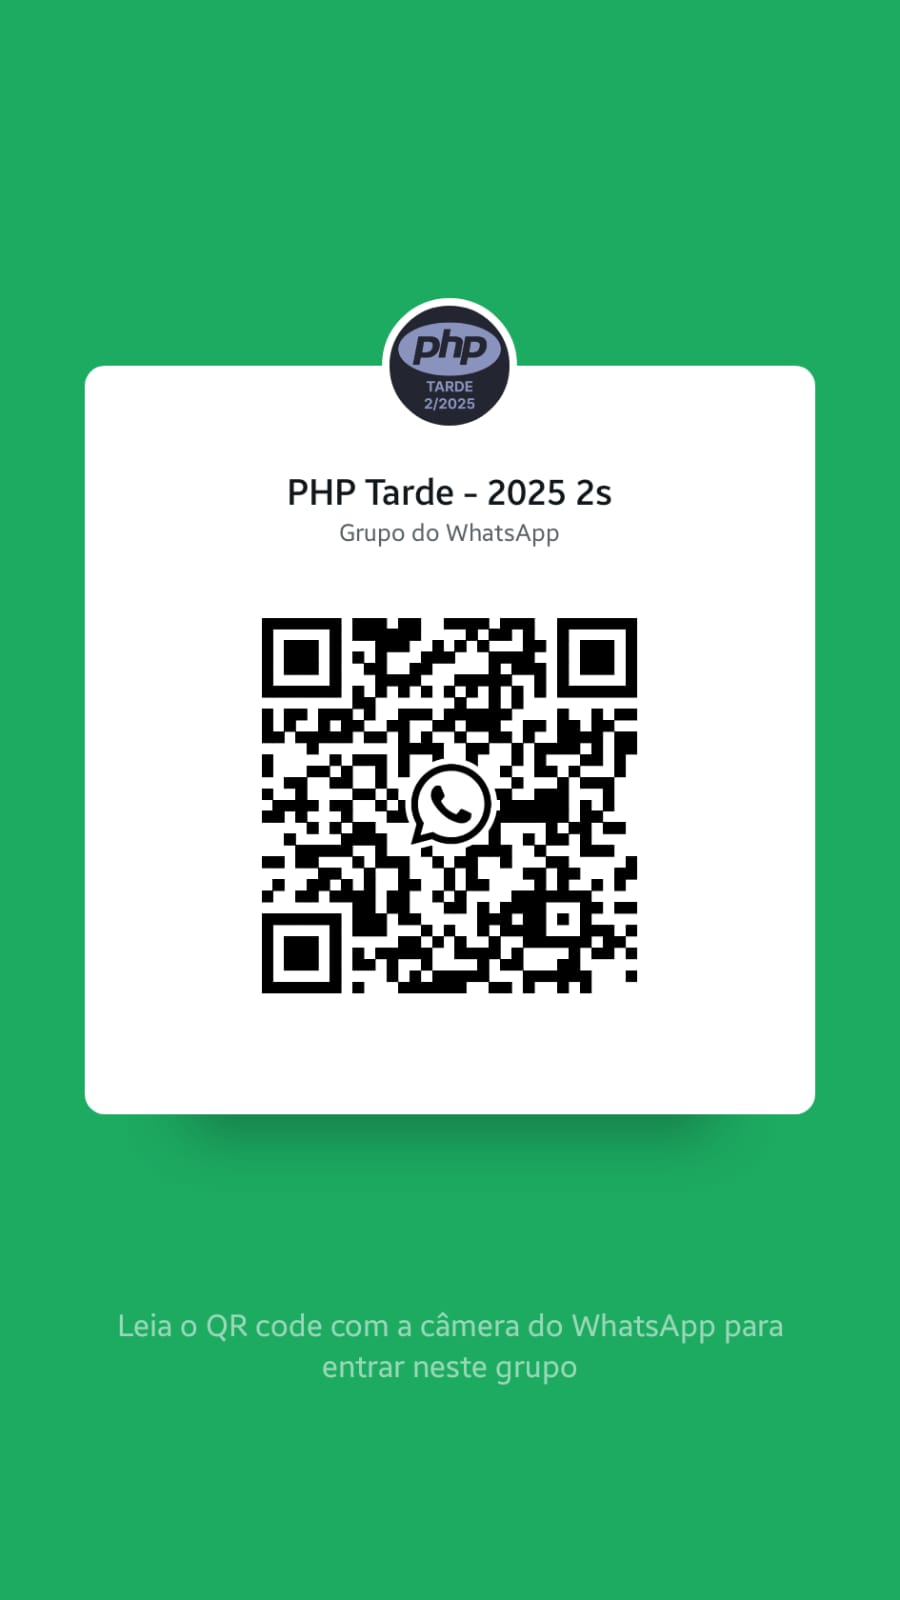 php
TARDE
2/2025
PHP Tarde - 2025 2s
Grupo do WhatsApp
Leia o QR code com a câmera do WhatsApp para
entrar neste grupo